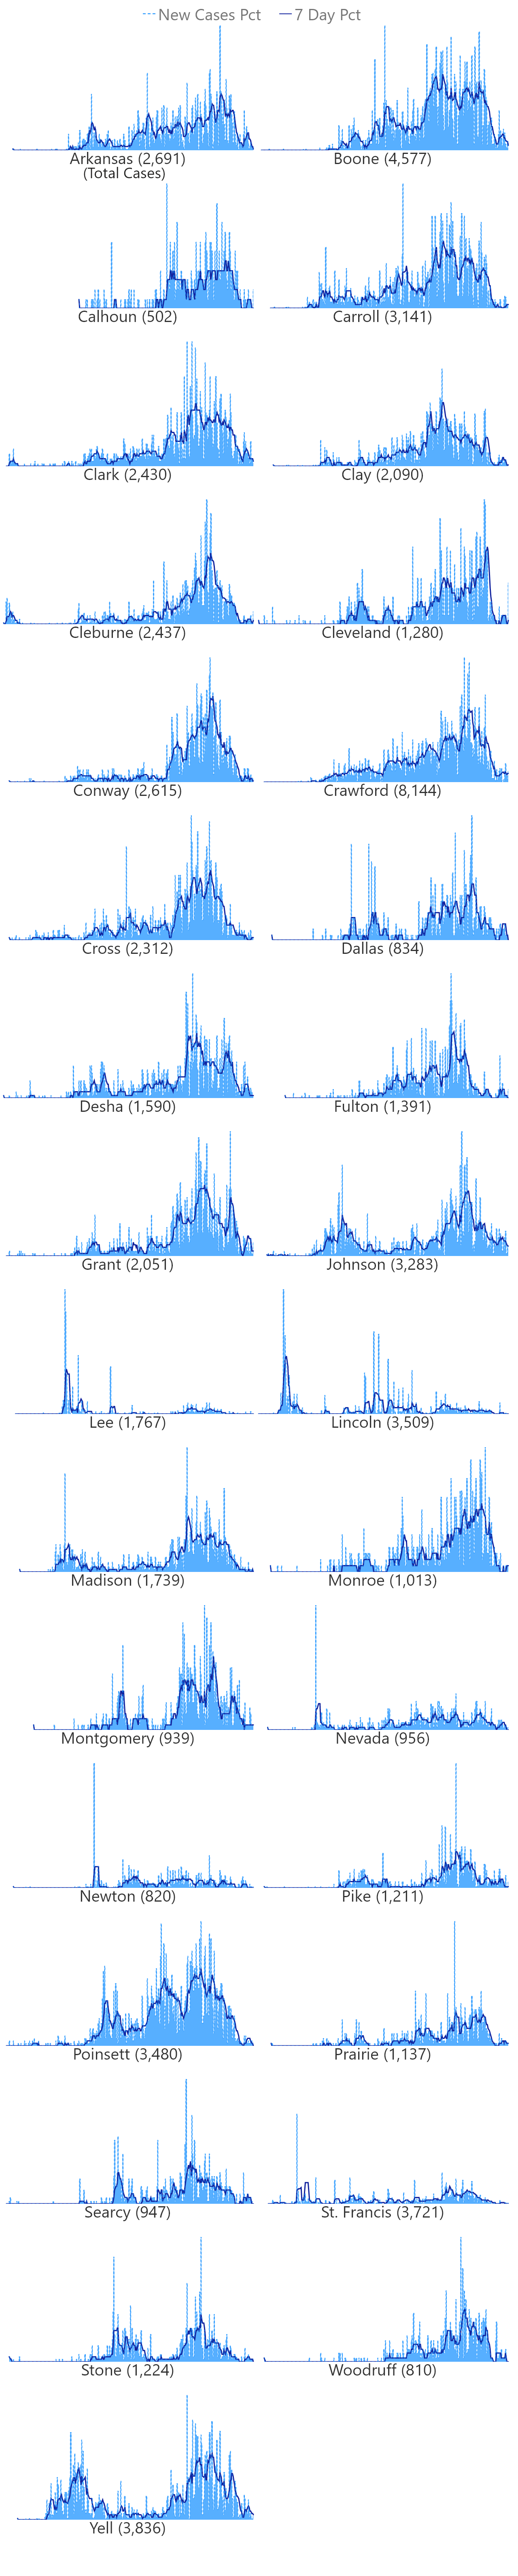 New Cases Pct 7 Day Pct
Arkansas (2,691) Boone (4,577)
(Total Cases)
Calhoun (502) Carroll (3,141)
Clark (2,430) Clay (2,090)
Cleburne (2,437) Cleveland (1,280)
Conway (2,615) Crawford (8,144)
Cross (2,312) Dallas (834)
Desha (1,590) Fulton (1,391)
Grant (2,051) Johnson (3,283)
Lee (1,767) Lincoln (3,509)
Madison (1,739) Monroe (1,013)
Montgomery (939) Nevada (956)
Newton (820) Pike (1,211)
Poinsett (3,480) Prairie (1,137)
Searcy (947) St. Francis (3,721)
Stone (1,224) Woodruff (810)
Yell (3,836)